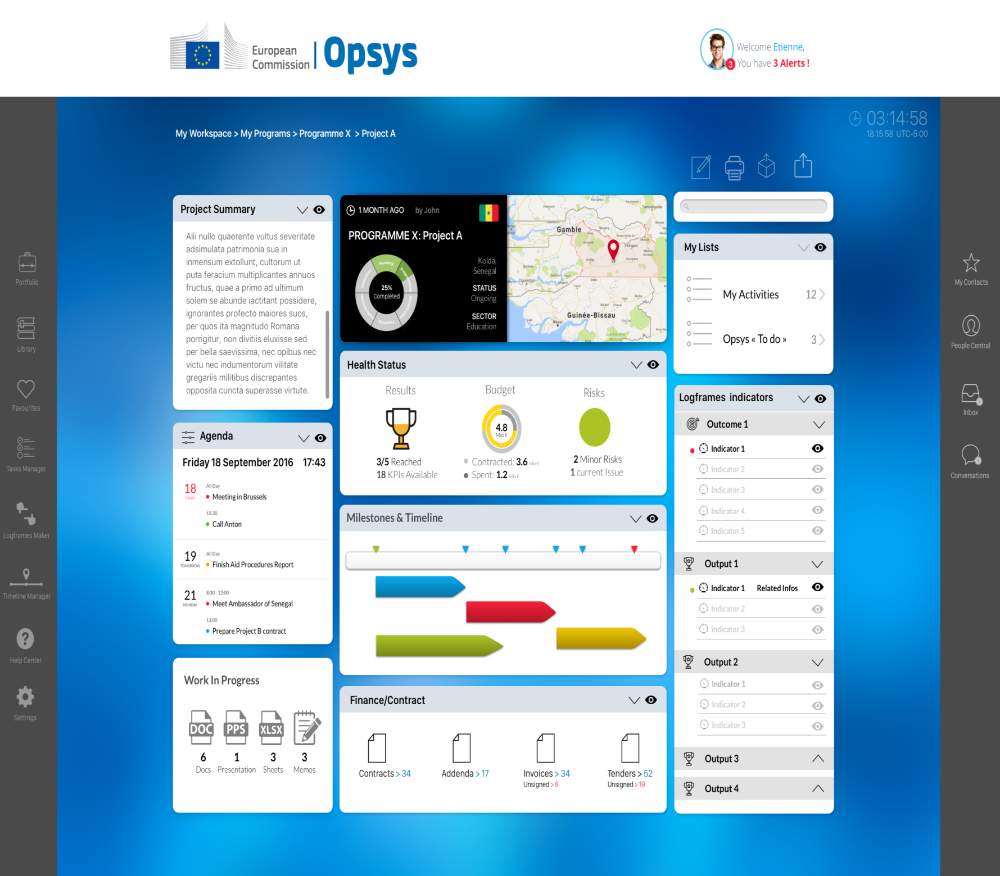 European
Commission
Opsys
Welcome Etienne,
You have 3 Alerts !
3
03:14:58
18:15:58 UTC-5:00
My Workspace > My Programs > Programme X > Project A
Portfolio
Library
Favourites
Tasks Manager
Logframes Maker
Timeline Manager
Help Center
Settings
Project Summary
Alii nullo quaerente vultus severitate
adsimulata patrimonia sua in
inmensum extollunt, cultorum ut
puta feracium multiplicantes annuos
fructus, quae a primo ad ultimum
solem se abunde iactitant possidere,
ignorantes profecto maiores suos,
per quos ita magnitudo Romana
porrigitur, non divitiis eluxisse sed
per bella saevissima, nec opibus nec
victu nec indumentorum vilitate
gregariis militibus discrepantes
opposita cuncta superasse virtute.
Agenda
Friday 18 September 2016 17:43
18
TODAY
All Day
Meeting in Brussels
15:30
Call Anton
19
TOMORROW
All Day
Finish Aid Procedures Report
21
MONDAY
8:30 - 12:00
Meet Ambassador of Senegal
13:00
Prepare Project B contract
Work In Progress
DOC
PPS
XLSX
6
1
3
3
Docs
Presentation
Sheets
Memos
1 MONTH AGO by John
PROGRAMME X: Project A
Planning
25%
Completed
Kolda,
Senegal
STATUS
Ongoing
SECTOR
Education
Gambie
Tambacounda
Velingara
Kolda
Bignona
Ziguinchor
Guinée-Bissau
Bissau
Health Status
Results
3/5 Reached
18 KPIs Available
Budget
4.8
Mio €
Contracted: 3.6 Mio €
Spent: 1.2 Mio €
Risks
2 Minor Risks
1 current Issue
Milestones & Timeline
Finance/Contract
Contracts > 34
Addenda > 17
Invoices > 34
Unsigned > 6
Tenders > 52
Unsigned > 19
My Lists
My Activities 12
Opsys « To do » 3
Logframes indicators
Outcome 1
Indicator 1
Indicator 2
Indicator 3
Indicator 4
Indicator 5
Output 1
Indicator 1 Related Infos
Indicator 2
Indicator 3
Output 2
Indicator 1
Indicator 2
Indicator 3
Output 3
Output 4
My Contacts
People Central
Inbox
Conversations